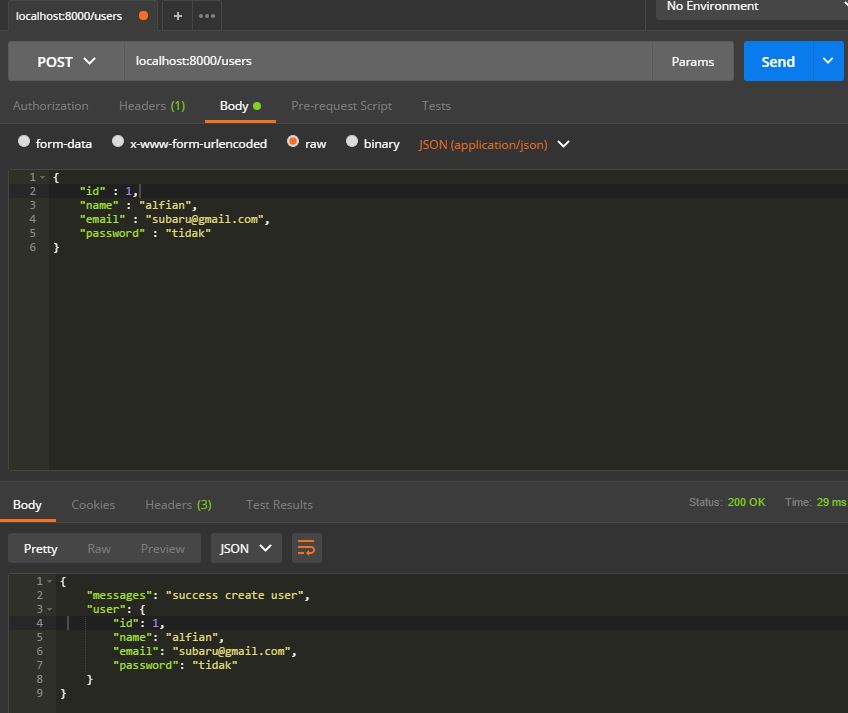 localhost:8000/users
+
•••
No Environment
POST
localhost:8000/users
Params
Send
Authorization
Headers (1)
Body
Pre-request Script
Tests
form-data
x-www-form-urlencoded
raw
binary
JSON (application/json)
1 {
2 "id" : 1,
3 "name" : "alfian",
4 "email" : "subaru@gmail.com",
5 "password" : "tidak"
6 }
Body
Cookies
Headers (3)
Test Results
Status: 200 OK
Time: 29 ms
Pretty
Raw
Preview
JSON
1 {
2 "messages": "success create user",
3 "user": {
4 "id": 1,
5 "name": "alfian",
6 "email": "subaru@gmail.com",
7 "password": "tidak"
8 }
9 }